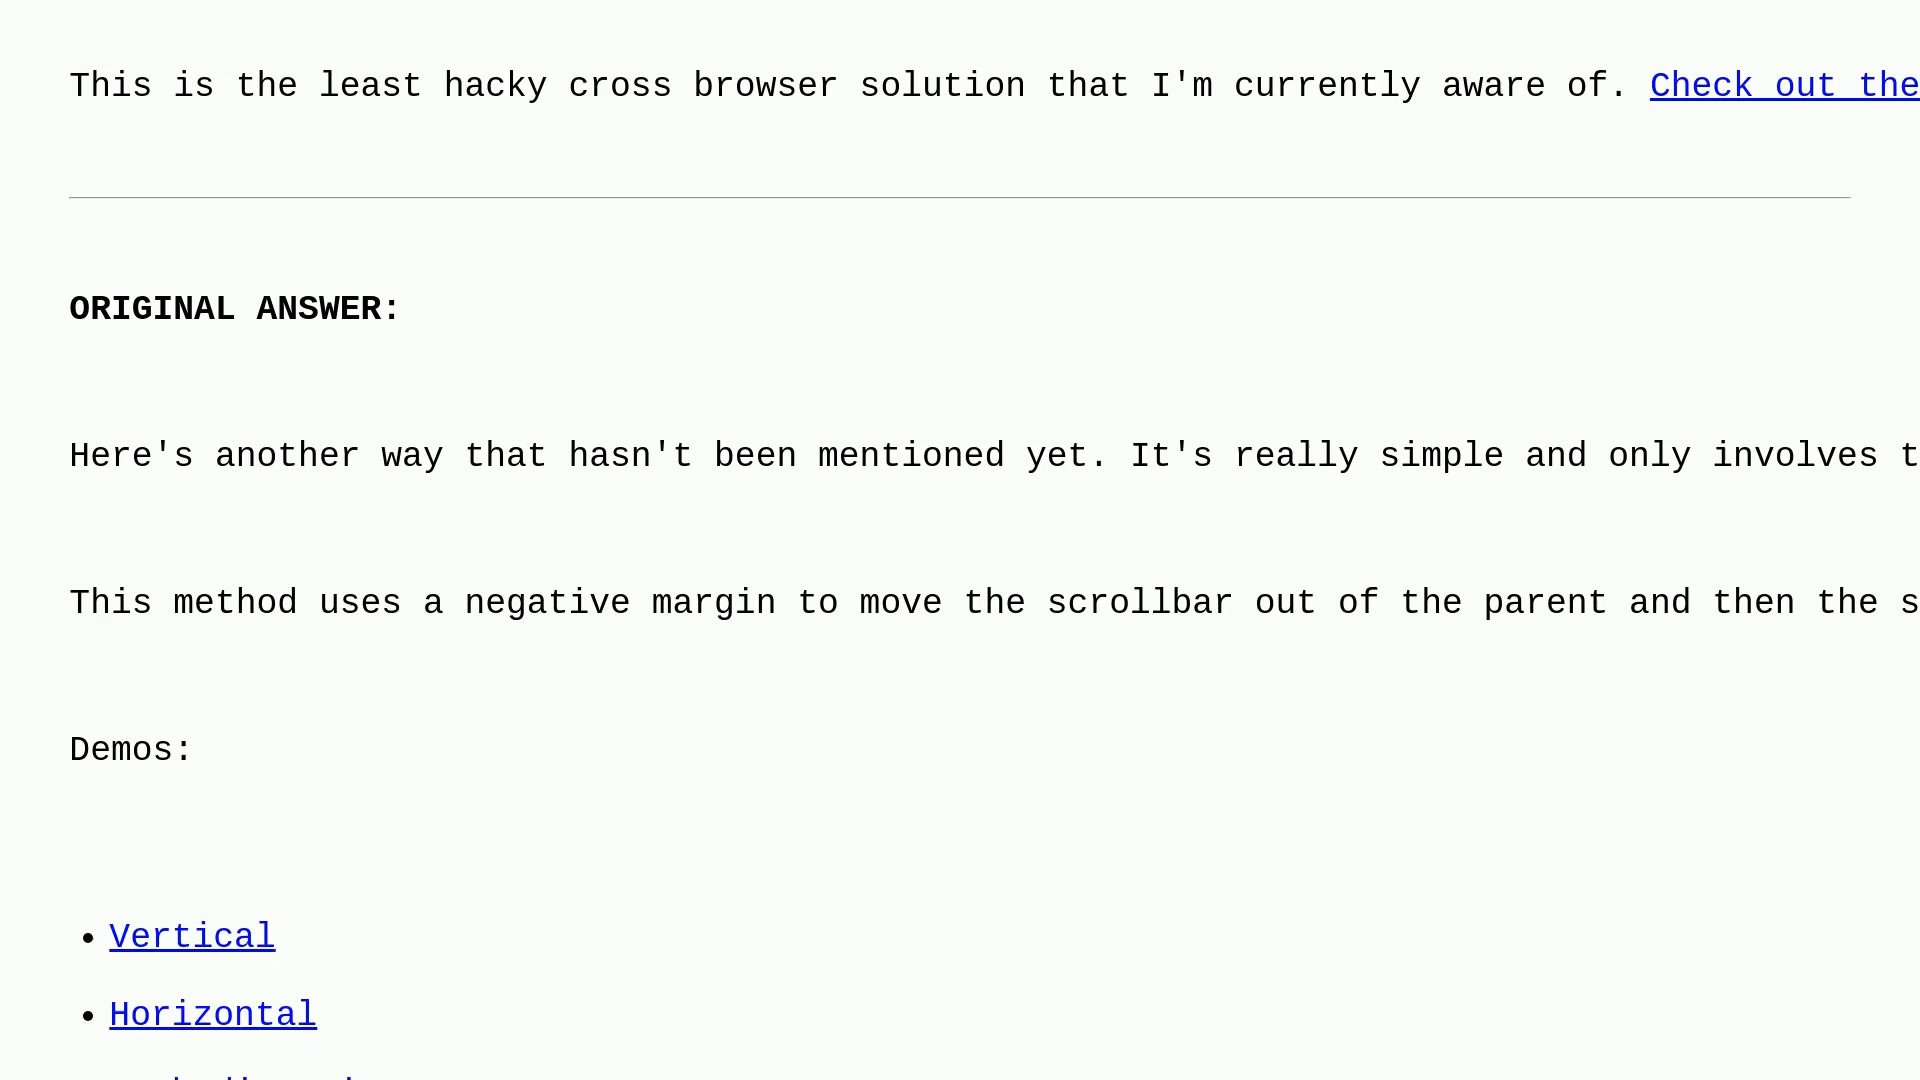 This is the least hacky cross browser solution that I'm currently aware of. Check out the
ORIGINAL ANSWER:
Here's another way that hasn't been mentioned yet. It's really simple and only involves
This method uses a negative margin to move the scrollbar out of the parent and then the
Demos:
• Vertical
• Horizontal